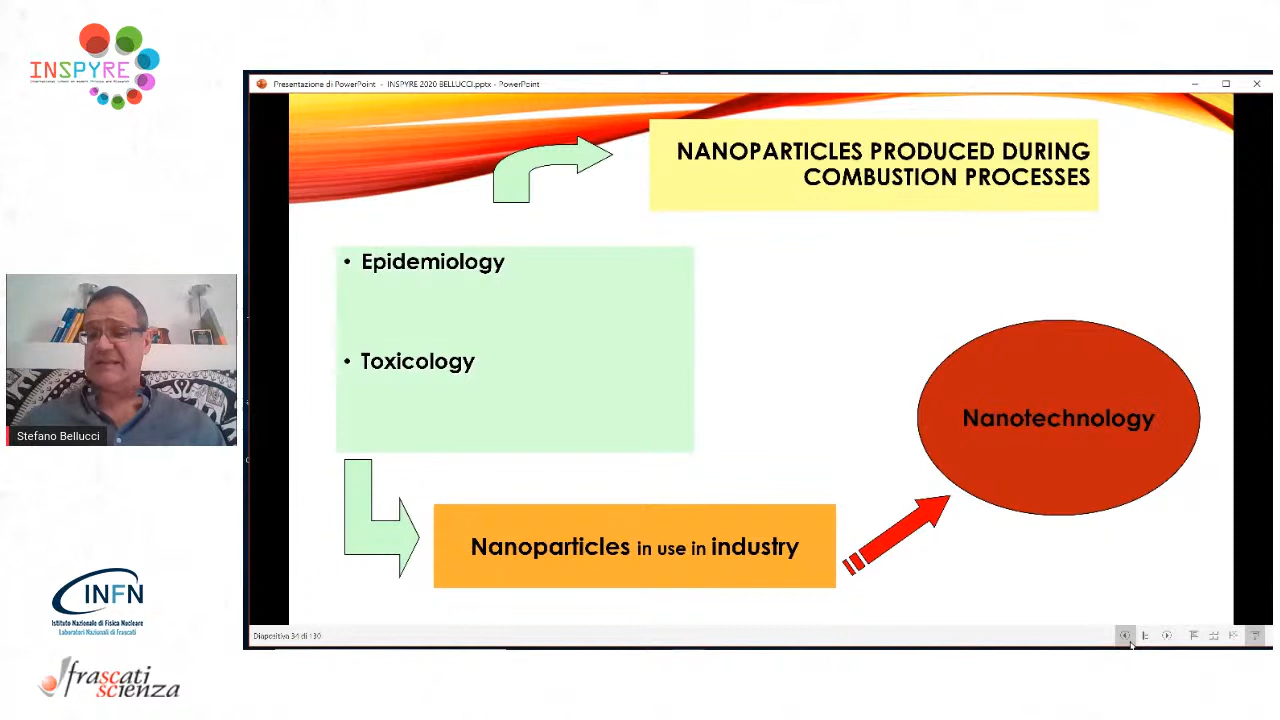 INSPYRE
Presentazione di PowerPoint - INSPYRE 2020 BELLUCCI.pptx - PowerPoint
NANOPARTICLES PRODUCED DURING
COMBUSTION PROCESSES
• Epidemiology
• Toxicology
Nanotechnology
Nanoparticles in use in industry
Stefano Bellucci
INFN
Istituto Nazionale di Fisica Nucleare
Laboratori Nazionali di Frascati
frascati
scienza
Diapositiva 34 di 130